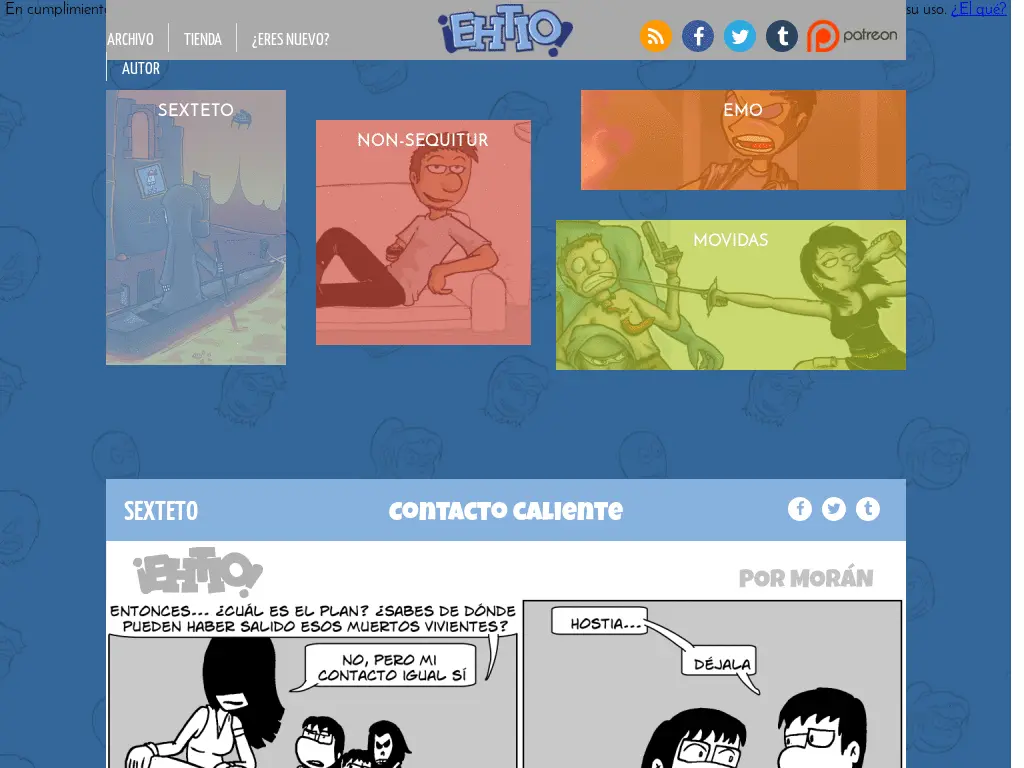 En cumplimiento
su uso. ¿El qué?
ARCHIVO
TIENDA
¿ERES NUEVO?
¡EHTIO!
patreon
AUTOR
SEXTETO
NON-SEQUITUR
EMO
MOVIDAS
SEXTETO
CONTACTO CALIENTE
¡EHTIO!
POR MORÁN
ENTONCES... ¿CUÁL ES EL PLAN? ¿SABES DE DÓNDE
PUEDEN HABER SALIDO ESOS MUERTOS VIVIENTES?
NO, PERO MI
CONTACTO IGUAL SÍ
HOSTIA...
DÉJALA